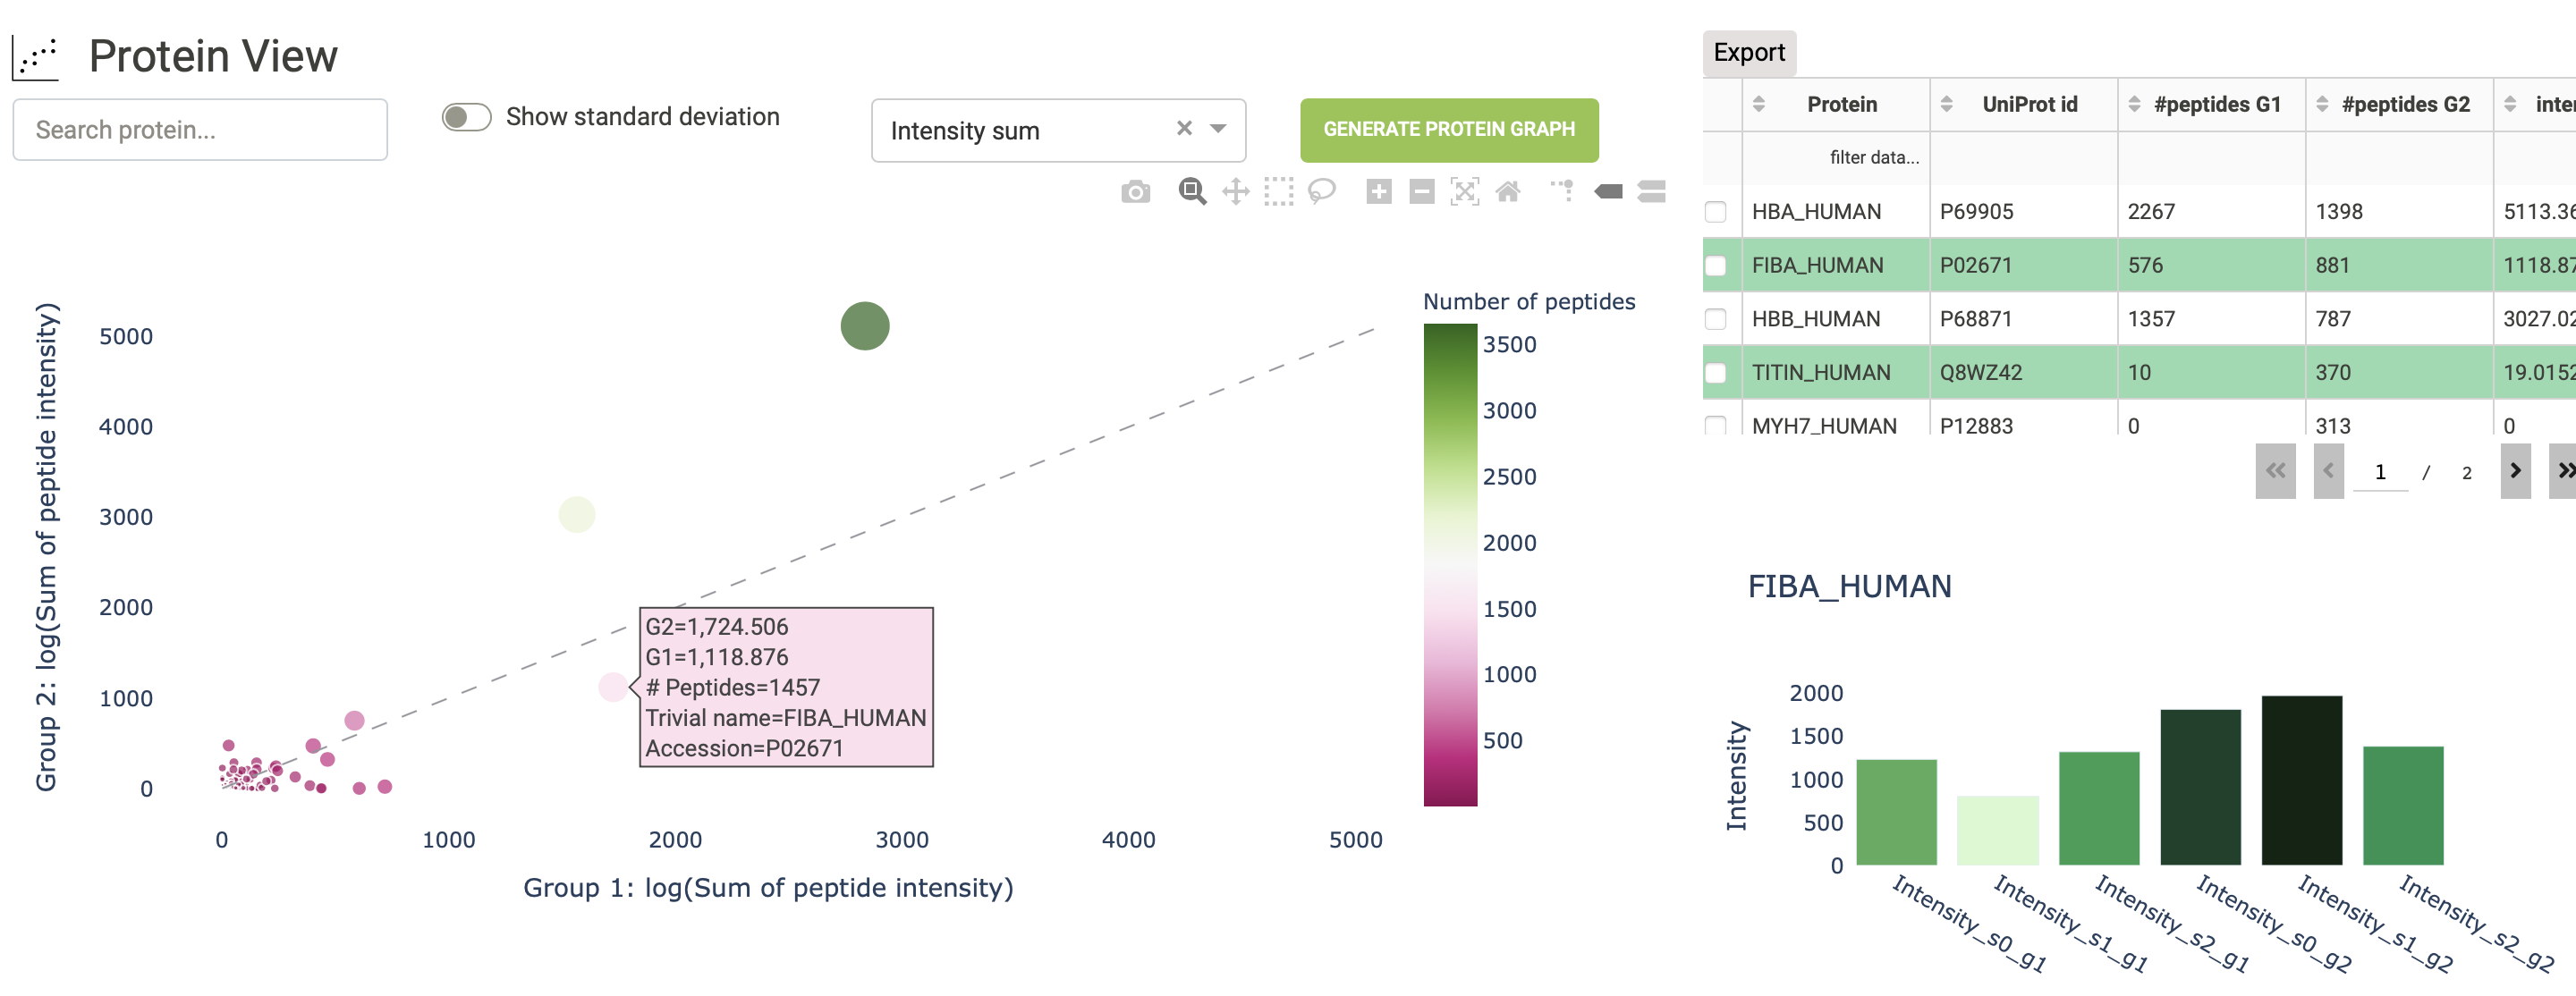 Protein View
Search protein...
Show standard deviation
Intensity sum
GENERATE PROTEIN GRAPH
Group 2: log(Sum of peptide intensity)
5000
4000
3000
2000
1000
0
0 1000 2000 3000 4000 5000
Group 1: log(Sum of peptide intensity)
G2=1,724.506
G1=1,118.876
# Peptides=1457
Trivial name=FIBA_HUMAN
Accession=P02671
Number of peptides
3500
3000
2500
2000
1500
1000
500
Export
Protein UniProt id #peptides G1 #peptides G2
filter data...
HBA_HUMAN P69905 2267 1398 5113.36
FIBA_HUMAN P02671 576 881 1118.87
HBB_HUMAN P68871 1357 787 3027.02
TITIN_HUMAN Q8WZ42 10 370 19.0152
MYH7_HUMAN P12883 0 313 0
1 / 2
FIBA_HUMAN
Intensity
2000
1500
1000
500
0
Intensity_s0_g1
Intensity_s1_g1
Intensity_s2_g1
Intensity_s0_g2
Intensity_s1_g2
Intensity_s2_g2